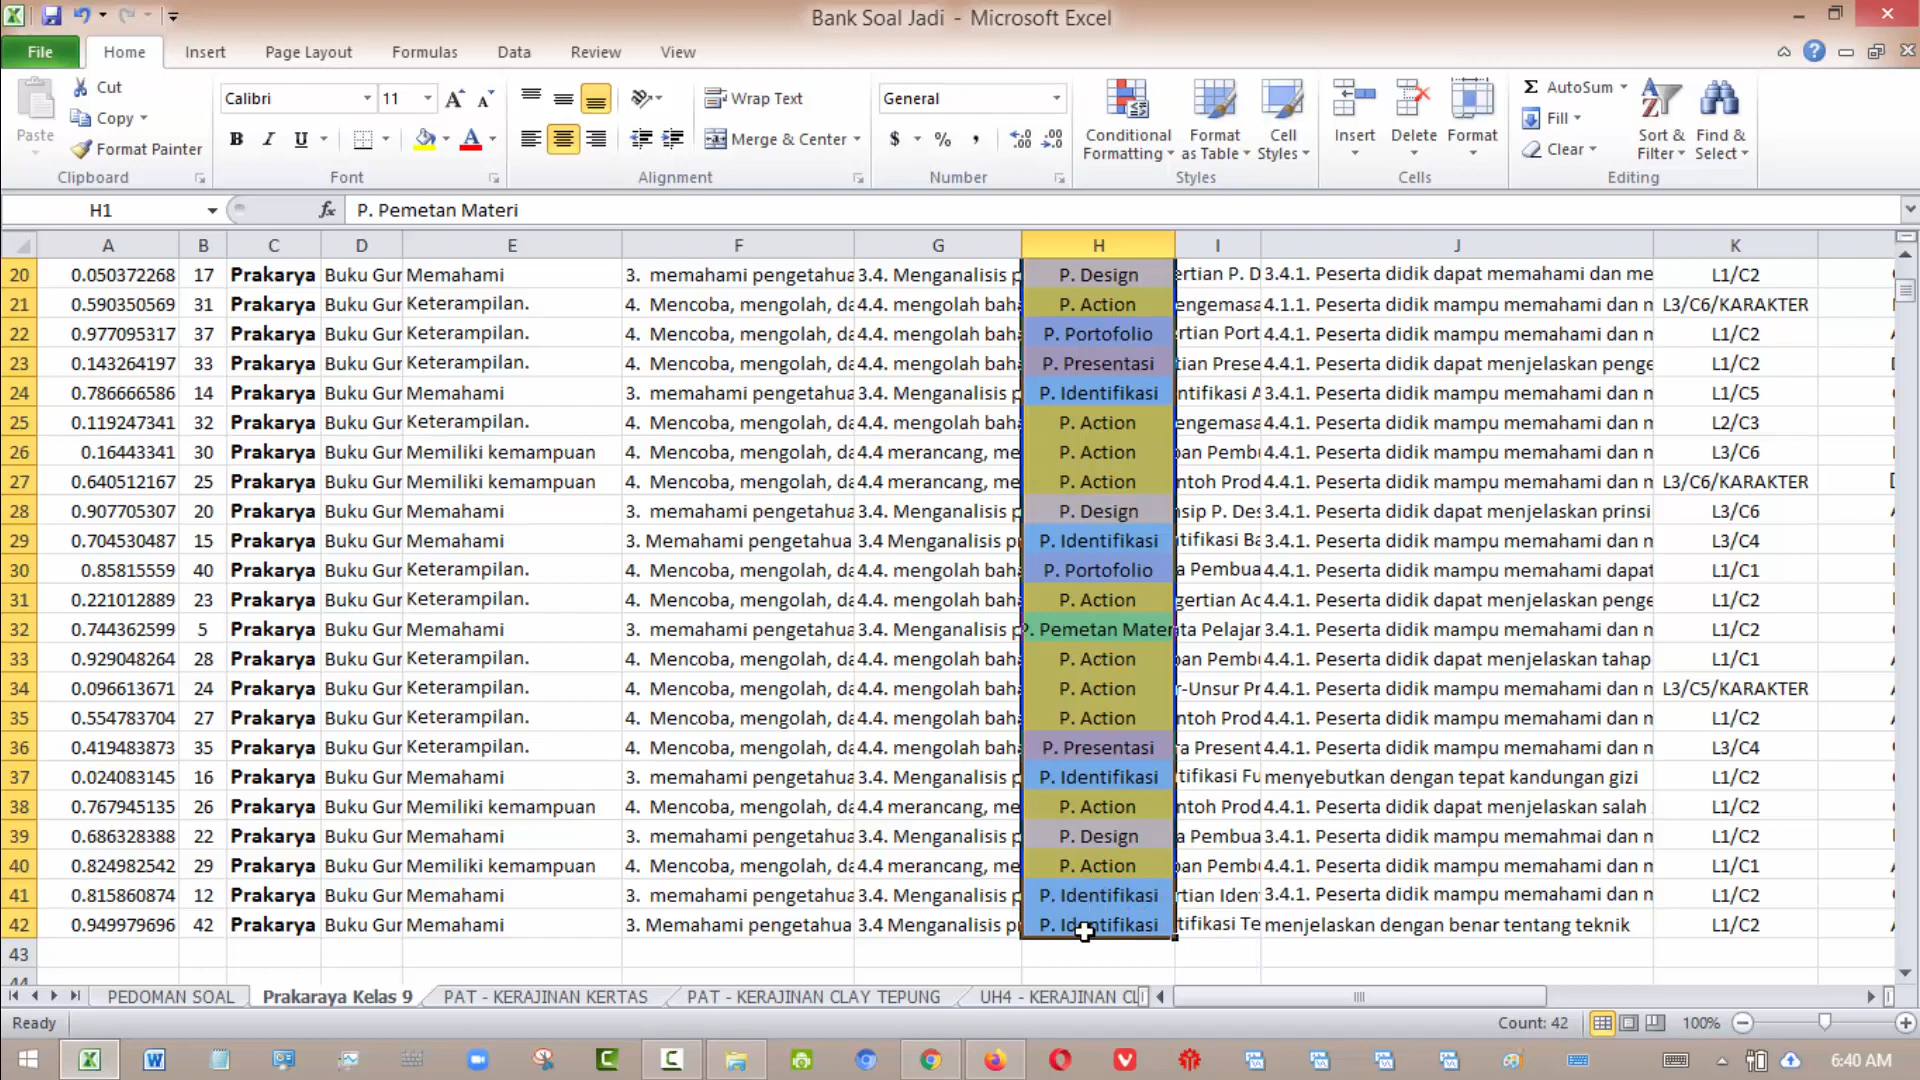 Bank Soal Jadi - Microsoft Excel
File Home Insert Page Layout Formulas Data Review View
Cut
Copy
Format Painter
Paste
Clipboard
Calibri 11
B I U
Font
Wrap Text
Merge & Center
Alignment
General
$ % ,
Number
Conditional Formatting
Format as Table
Cell Styles
Styles
Insert Delete Format
Cells
AutoSum
Fill
Clear
Sort & Filter
Find & Select
Editing
H1 fx P. Pemetan Materi
A B C D E F G H I J K
20 0.050372268 17 Prakarya Buku Gur Memahami 3. memahami pengetahua 3.4. Menganalisis p P. Design ertian P. D 3.4.1. Peserta didik dapat memahami dan me L1/C2
21 0.590350569 31 Prakarya Buku Gur Keterampilan. 4. Mencoba, mengolah, da 4.4. mengolah baha P. Action engemasa 4.1.1. Peserta didik mampu memahami dan m L3/C6/KARAKTER
22 0.977095317 37 Prakarya Buku Gur Keterampilan. 4. Mencoba, mengolah, da 4.4. mengolah baha P. Portofolio rtian Port 4.4.1. Peserta didik mampu memahami dan m L1/C2
23 0.143264197 33 Prakarya Buku Gur Keterampilan. 4. Mencoba, mengolah, da 4.4. mengolah baha P. Presentasi tian Prese 4.4.1. Peserta didik dapat menjelaskan penge L1/C2
24 0.786666586 14 Prakarya Buku Gur Memahami 3. memahami pengetahua 3.4. Menganalisis p P. Identifikasi ntifikasi A 3.4.1. Peserta didik mampu memahami dan m L1/C5
25 0.119247341 32 Prakarya Buku Gur Keterampilan. 4. Mencoba, mengolah, da 4.4. mengolah baha P. Action engemasa 4.4.1. Peserta didik mampu memahami dan m L2/C3
26 0.16443341 30 Prakarya Buku Gur Memiliki kemampuan 4. Mencoba, mengolah, da 4.4 merancang, me P. Action pan Pembu 4.4.1. Peserta didik mampu memahami dan m L3/C6
27 0.640512167 25 Prakarya Buku Gur Memiliki kemampuan 4. Mencoba, mengolah, da 4.4 merancang, me P. Action ntoh Prod 4.4.1. Peserta didik mampu memahami dan m L3/C6/KARAKTER
28 0.907705307 20 Prakarya Buku Gur Memahami 3. memahami pengetahua 3.4. Menganalisis p P. Design nsip P. Des 3.4.1. Peserta didik dapat menjelaskan prinsi L3/C6
29 0.704530487 15 Prakarya Buku Gur Memahami 3. Memahami pengetahua 3.4 Menganalisis pr P. Identifikasi ntifikasi Ba 3.4.1. Peserta didik mampu memahami dan m L3/C4
30 0.85815559 40 Prakarya Buku Gur Keterampilan. 4. Mencoba, mengolah, da 4.4. mengolah baha P. Portofolio a Pembua 4.4.1. Peserta didik mampu memahami dapat L1/C1
31 0.221012889 23 Prakarya Buku Gur Keterampilan. 4. Mencoba, mengolah, da 4.4. mengolah baha P. Action gertian Ac 4.4.1. Peserta didik dapat menjelaskan penge L1/C2
32 0.744362599 5 Prakarya Buku Gur Memahami 3. memahami pengetahua 3.4. Menganalisis p P. Pemetan Mater ta Pelajar 3.4.1. Peserta didik mampu memahami dan m L1/C2
33 0.929048264 28 Prakarya Buku Gur Keterampilan. 4. Mencoba, mengolah, da 4.4. mengolah baha P. Action pan Pembu 4.4.1. Peserta didik dapat menjelaskan tahap L1/C1
34 0.096613671 24 Prakarya Buku Gur Keterampilan. 4. Mencoba, mengolah, da 4.4. mengolah baha P. Action r-Unsur Pr 4.4.1. Peserta didik mampu memahami dan m L3/C5/KARAKTER
35 0.554783704 27 Prakarya Buku Gur Keterampilan. 4. Mencoba, mengolah, da 4.4. mengolah baha P. Action ntoh Prod 4.4.1. Peserta didik mampu memahami dan m L1/C2
36 0.419483873 35 Prakarya Buku Gur Keterampilan. 4. Mencoba, mengolah, da 4.4. mengolah baha P. Presentasi ra Present 4.4.1. Peserta didik mampu memahami dan m L3/C4
37 0.024083145 16 Prakarya Buku Gur Memahami 3. memahami pengetahua 3.4. Menganalisis p P. Identifikasi tifikasi Fu menyebutkan dengan tepat kandungan gizi L1/C2
38 0.767945135 26 Prakarya Buku Gur Memiliki kemampuan 4. Mencoba, mengolah, da 4.4 merancang, me P. Action ntoh Prod 4.4.1. Peserta didik dapat menjelaskan salah L1/C2
39 0.686328388 22 Prakarya Buku Gur Memahami 3. memahami pengetahua 3.4. Menganalisis p P. Design a Pembua 3.4.1. Peserta didik mampu memahmai dan m L1/C2
40 0.824982542 29 Prakarya Buku Gur Memiliki kemampuan 4. Mencoba, mengolah, da 4.4 merancang, me P. Action pan Pembu 4.4.1. Peserta didik mampu memahami dan m L1/C1
41 0.815860874 12 Prakarya Buku Gur Memahami 3. memahami pengetahua 3.4. Menganalisis p P. Identifikasi rtian Iden 3.4.1. Peserta didik mampu memahami dan m L1/C2
42 0.949979696 42 Prakarya Buku Gur Memahami 3. Memahami pengetahua 3.4 Menganalisis pr P. Identifikasi tifikasi Te menjelaskan dengan benar tentang teknik L1/C2
43
44
PEDOMAN SOAL Prakaraya Kelas 9 PAT - KERAJINAN KERTAS PAT - KERAJINAN CLAY TEPUNG UH4 - KERAJINAN CL
Ready Count: 42 100%
6:40 AM